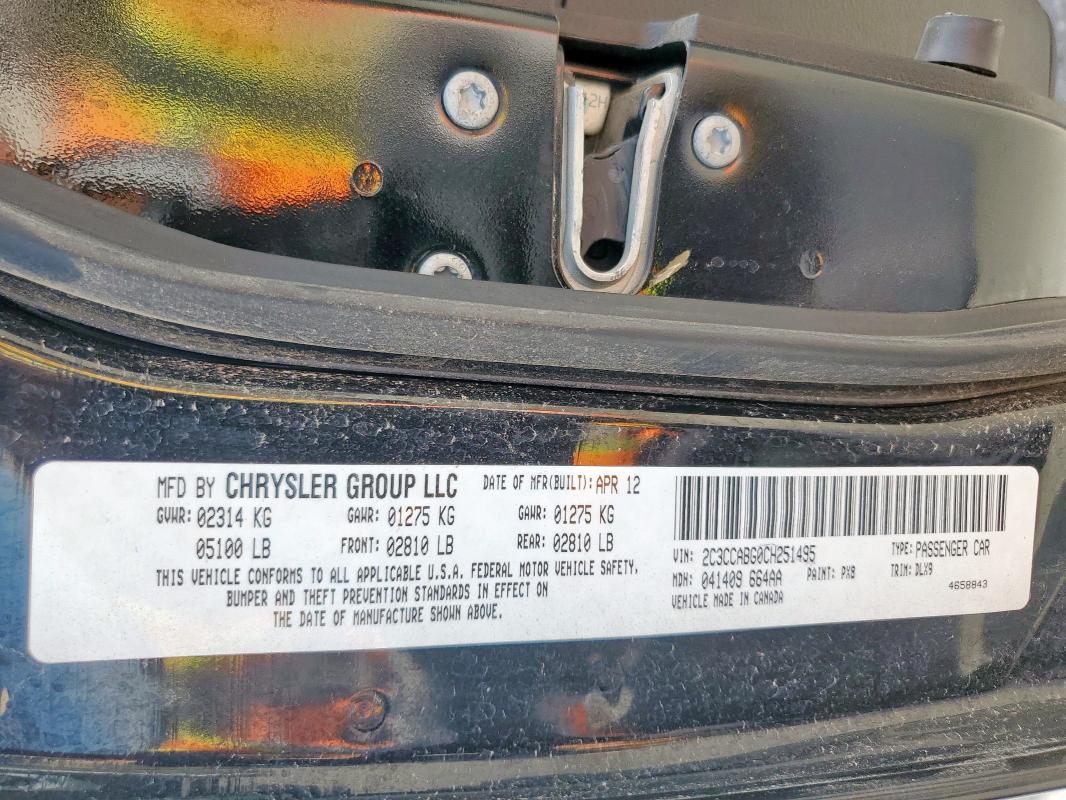 42H
MFD BY CHRYSLER GROUP LLC DATE OF MFR(BUILT): APR 12
GVWR: 02314 KG GAWR: 01275 KG GAWR: 01275 KG
05100 LB FRONT: 02810 LB REAR: 02810 LB
THIS VEHICLE CONFORMS TO ALL APPLICABLE U.S.A. FEDERAL MOTOR VEHICLE SAFETY,
BUMPER AND THEFT PREVENTION STANDARDS IN EFFECT ON
THE DATE OF MANUFACTURE SHOWN ABOVE.
VIN: 2C3CCABG0CH251495 TYPE: PASSENGER CAR
MDH: 041409 664AA PAINT: PX8 TRIM: DLX9
VEHICLE MADE IN CANADA 4658843